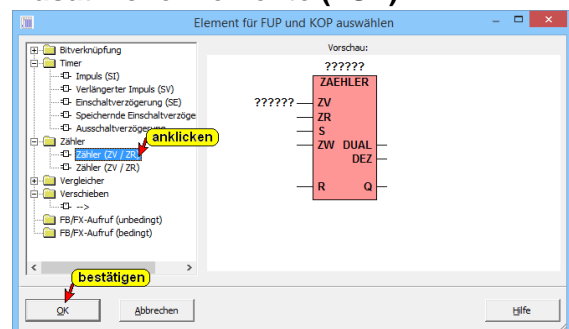 Element für FUP und KOP auswählen
Bitverknüpfung
Timer
Impuls (SI)
Verlängerter Impuls (SV)
Einschaltverzögerung (SE)
Speichernde Einschaltverzöge
Ausschaltverzögerung
anklicken
Zähler
Zähler (ZV / ZR)
Zähler (ZV / ZR)
Vergleicher
Verschieben
-->
FB/FX-Aufruf (unbedingt)
FB/FX-Aufruf (bedingt)
bestätigen
Vorschau:
??????
ZAEHLER
?????? ZV
ZR
S
ZW DUAL
DEZ
R Q
OK Abbrechen Hilfe